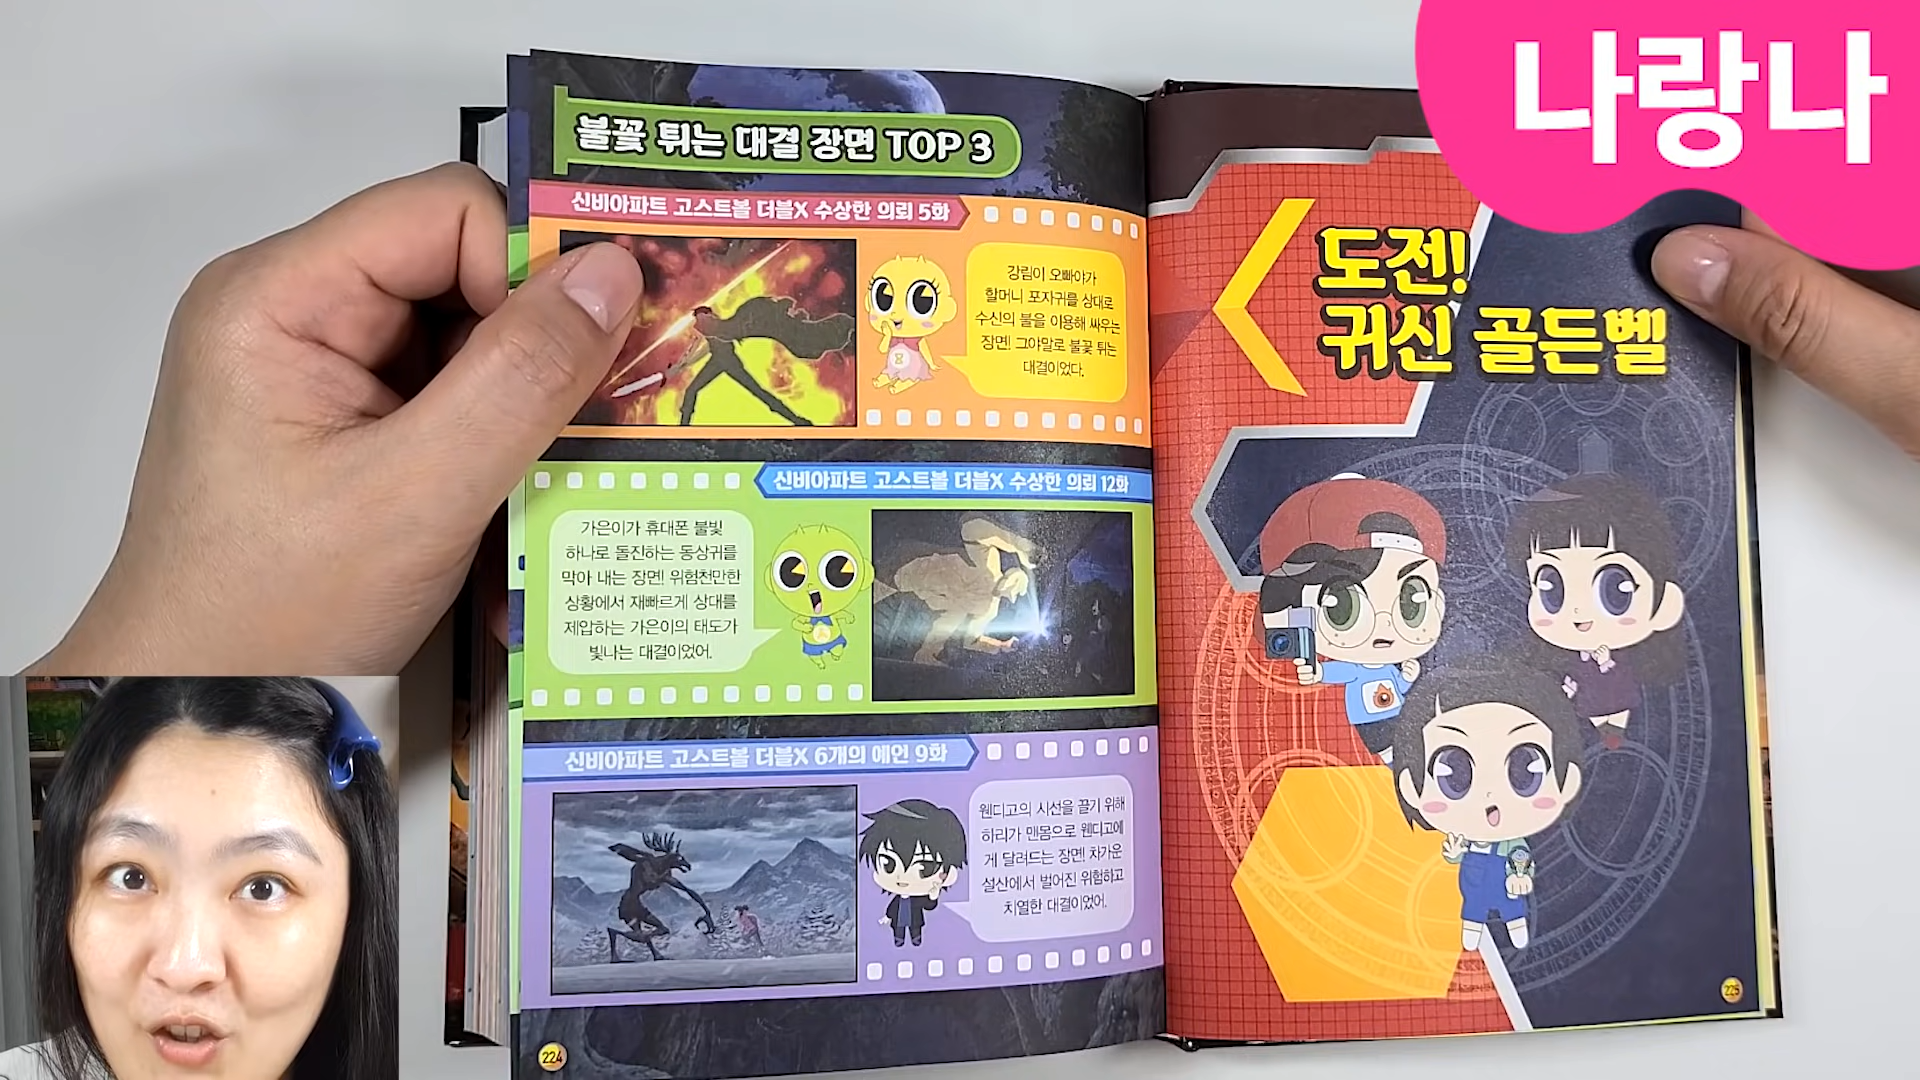 나랑나
불꽃 튀는 대결 장면 TOP 3
신비아파트 고스트볼 더블X 수상한 의뢰 5화
강림이 오빠야가
할머니 포자귀를 상대로
수신의 불을 이용해 싸우는
장면! 그야말로 불꽃 튀는
대결이었다.
신비아파트 고스트볼 더블X 수상한 의뢰 12화
가은이가 휴대폰 불빛
하나로 돌진하는 동상귀를
막아 내는 장면! 위험천만한
상황에서 재빠르게 상대를
제압하는 가은이의 태도가
빛나는 대결이었어.
신비아파트 고스트볼 더블X 6개의 예언 9화
웬디고의 시선을 끌기 위해
하리가 맨몸으로 웬디고에
게 달려드는 장면! 차가운
설산에서 벌어진 위험하고
치열한 대결이었어.
224
도전!
귀신 골든벨
225